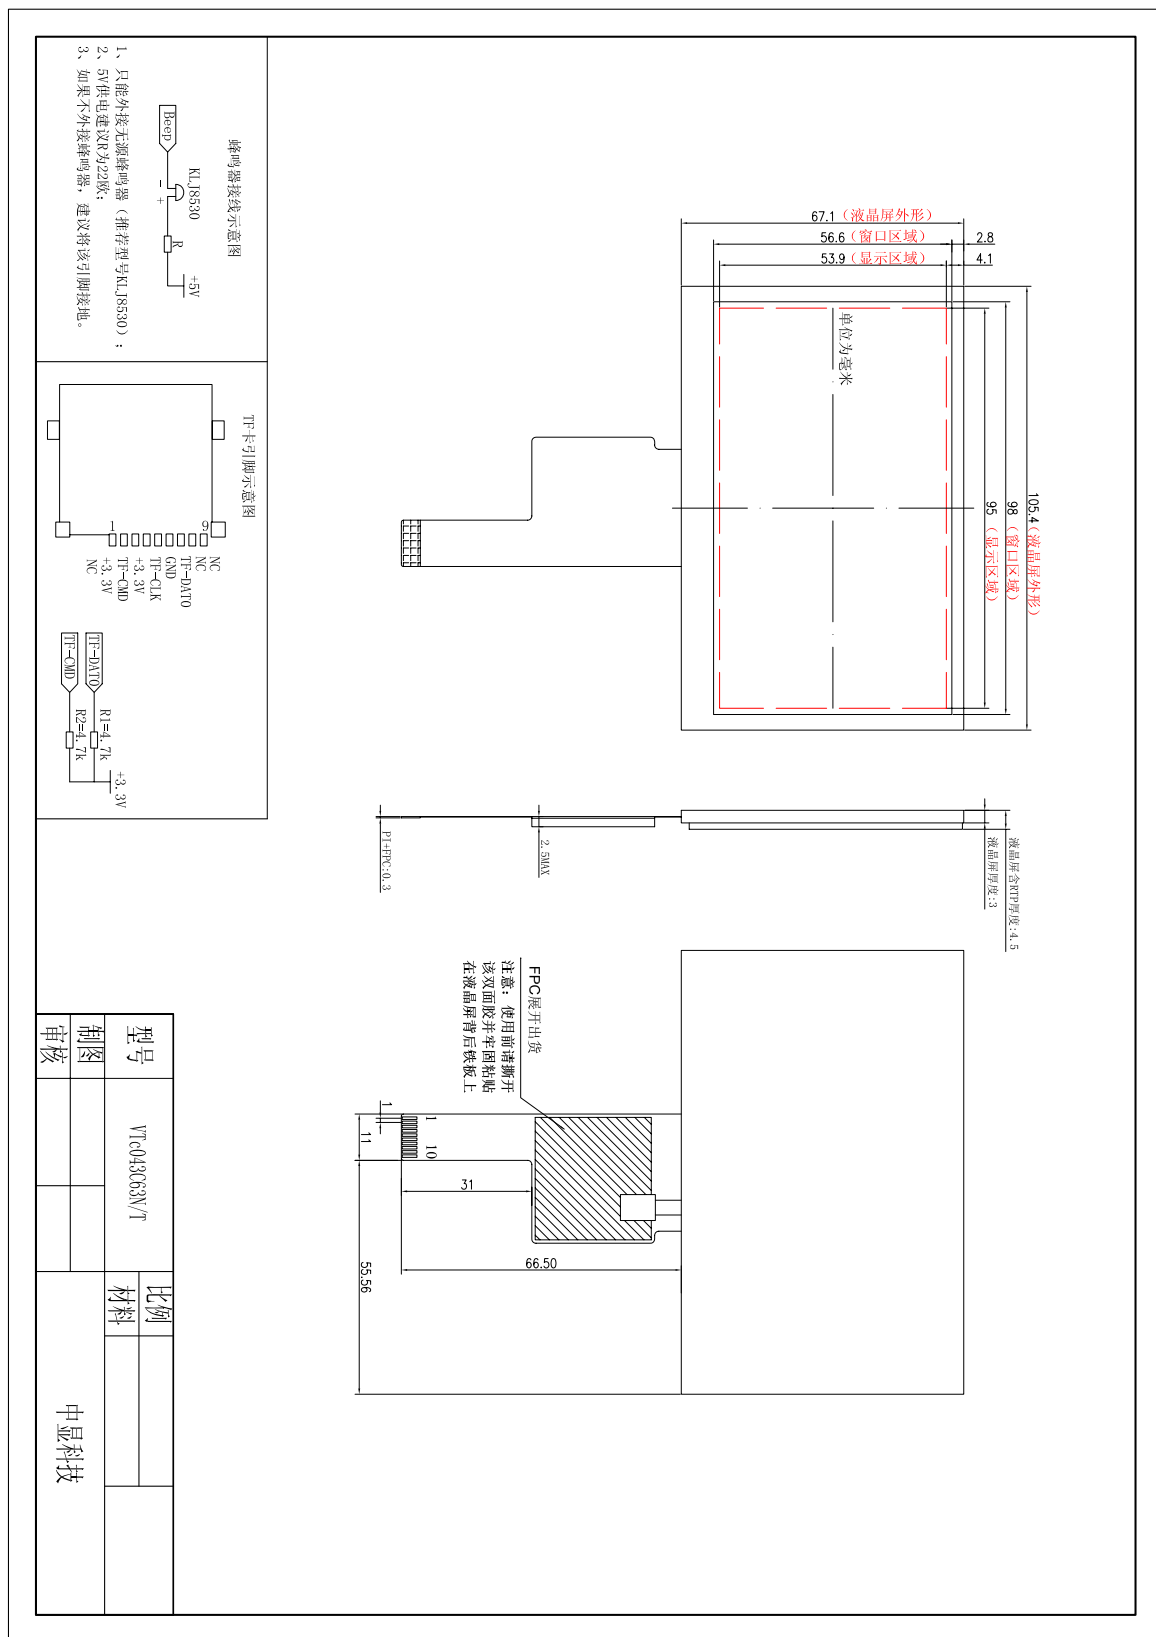 蜂鸣器接线示意图
Beep
KLJ8530
- +
R
+5V
1、只能外接无源蜂鸣器（推荐型号KLJ8530）；
2、5V供电建议R为22欧;
3、如果不外接蜂鸣器，建议将该引脚接地。
TF卡引脚示意图
1
9
NC
NC
TF-DATO
GND
TF-CLK
+3.3V
TF-CMD
+3.3V
NC
TF-DATO
TF-CMD
R1=4.7k
R2=4.7k
+3.3V
67.1（液晶屏外形）
56.6（窗口区域）
2.8
53.9（显示区域）
4.1
单位为毫米
105.4（液晶屏外形）
98（窗口区域）
95（显示区域）
液晶屏含RTP厚度:4.5
液晶屏厚度:3
2.5MAX
PI+FPC:0.3
FPC展开出货
注意：使用前请撕开
该双面胶并牢固粘贴
在液晶屏背后铁板上
1
10
1
11
31
66.50
55.56
型号
VTc043C63N/T
制图
审核
比例
材料
中显科技